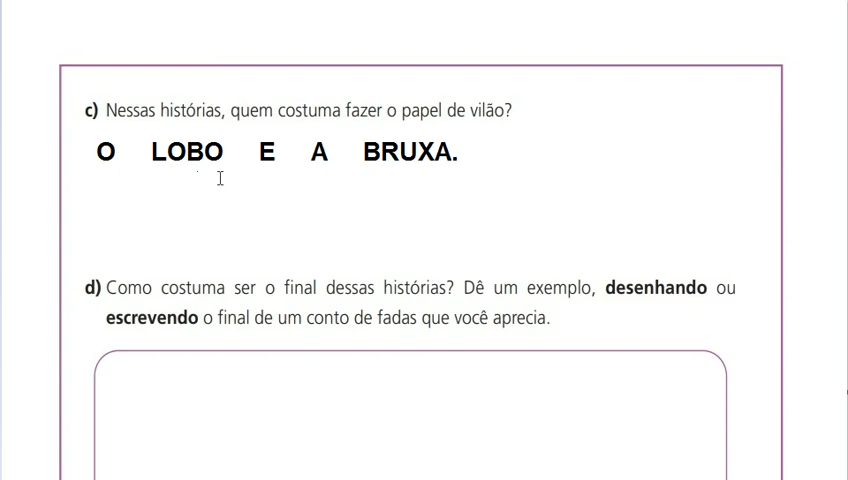 c) Nessas histórias, quem costuma fazer o papel de vilão?
O LOBO E A BRUXA.
d) Como costuma ser o final dessas histórias? Dê um exemplo, desenhando ou
escrevendo o final de um conto de fadas que você aprecia.